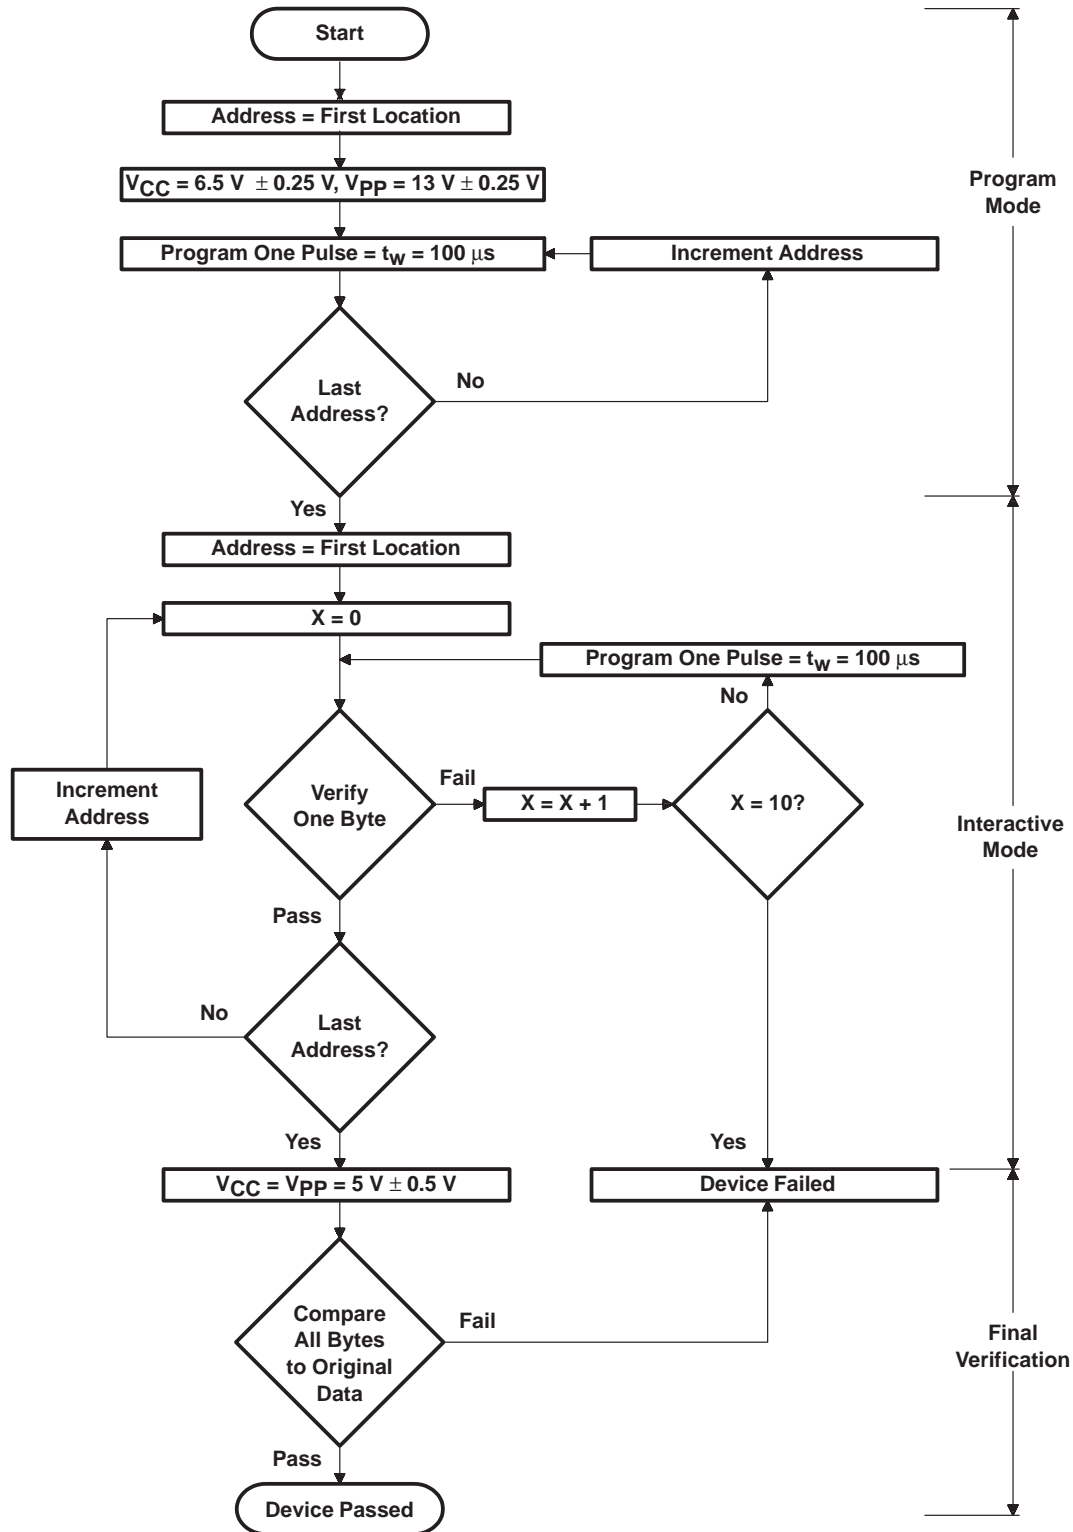 Start
Address = First Location
VCC = 6.5 V ± 0.25 V, VPP = 13 V ± 0.25 V
Program
Mode
Program One Pulse = tw = 100 μs
Increment Address
Last
Address?
No
Yes
Address = First Location
X = 0
Program One Pulse = tw = 100 μs
No
Increment
Address
Verify
One Byte
Fail
X = X + 1
X = 10?
Interactive
Mode
Pass
No
Last
Address?
Yes
Yes
VCC = VPP = 5 V ± 0.5 V
Device Failed
Compare
All Bytes
to Original
Data
Fail
Final
Verification
Pass
Device Passed